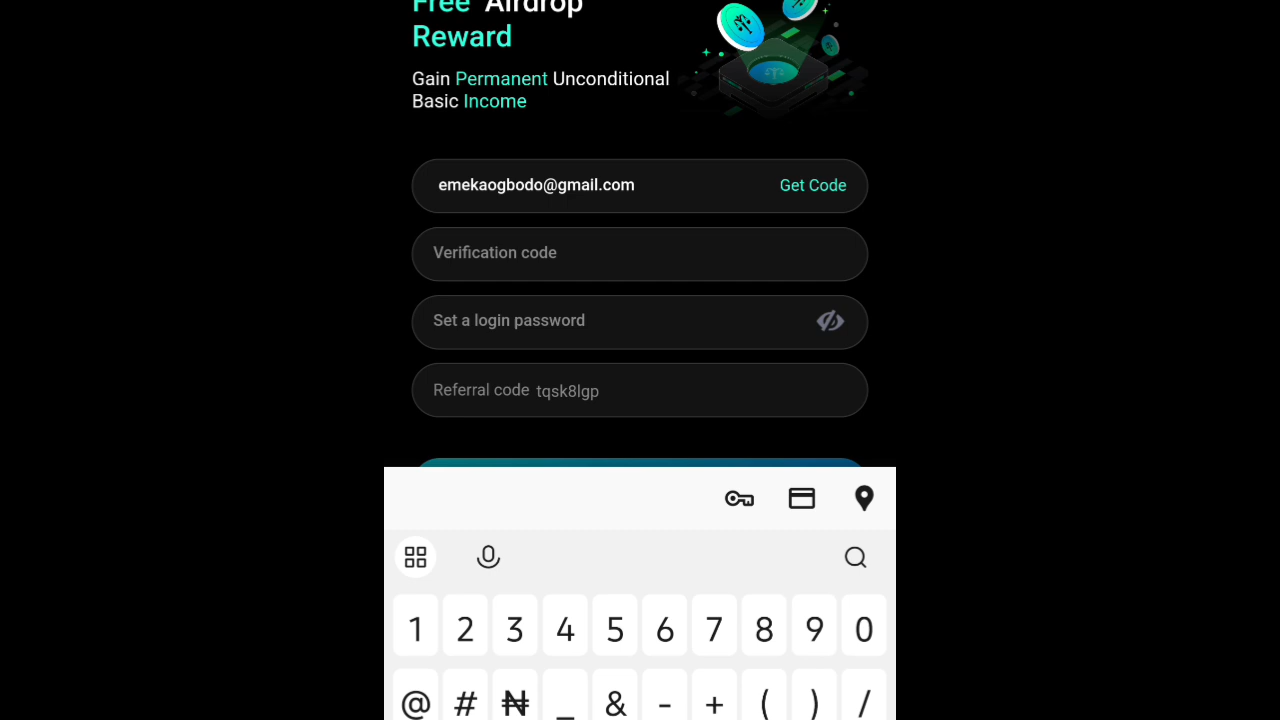 Free Airdrop
Reward
Gain Permanent Unconditional
Basic Income
emekaogbodo@gmail.com Get Code
Verification code
Set a login password
Referral code tqsk8lgp
1 2 3 4 5 6 7 8 9 0
@ # ₦ _ & - + ( ) /